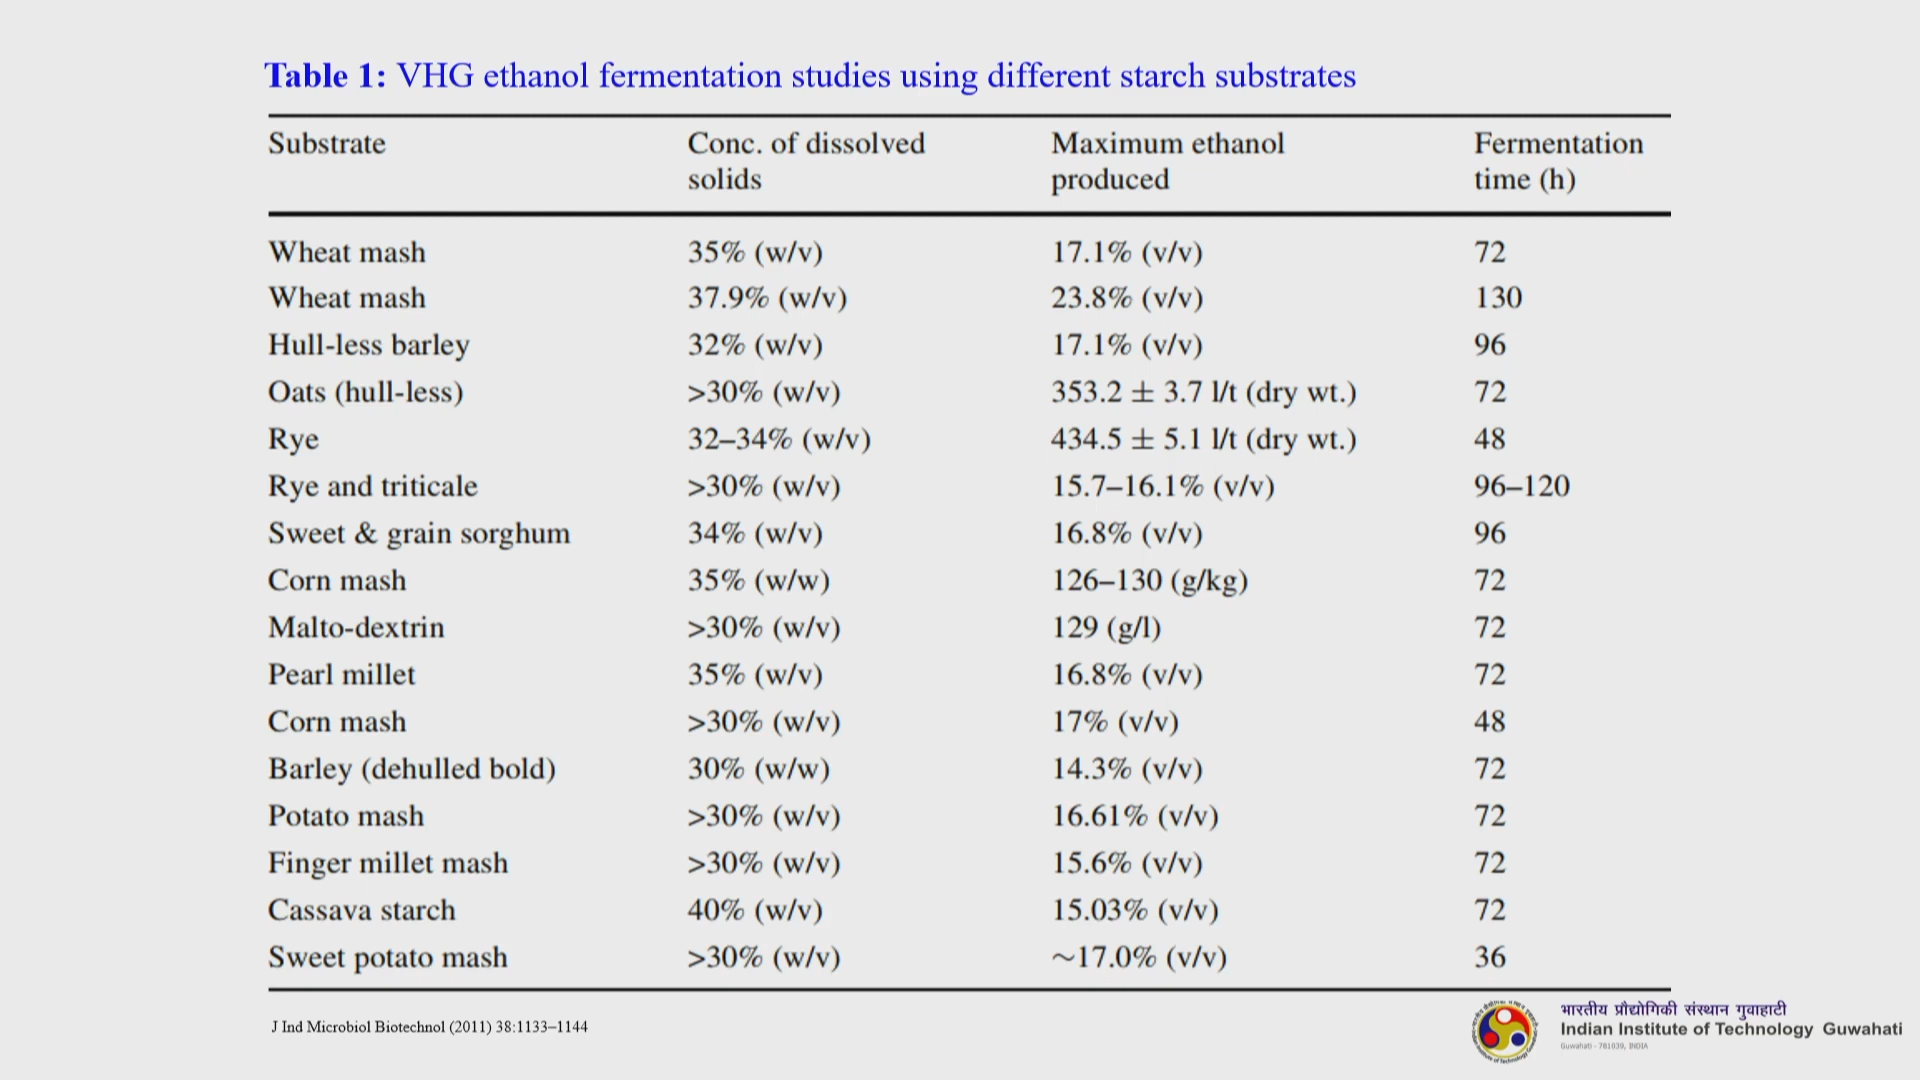 Table 1: VHG ethanol fermentation studies using different starch substrates
Substrate Conc. of dissolved solids Maximum ethanol produced Fermentation time (h)
Wheat mash 35% (w/v) 17.1% (v/v) 72
Wheat mash 37.9% (w/v) 23.8% (v/v) 130
Hull-less barley 32% (w/v) 17.1% (v/v) 96
Oats (hull-less) >30% (w/v) 353.2 ± 3.7 l/t (dry wt.) 72
Rye 32–34% (w/v) 434.5 ± 5.1 l/t (dry wt.) 48
Rye and triticale >30% (w/v) 15.7–16.1% (v/v) 96–120
Sweet & grain sorghum 34% (w/v) 16.8% (v/v) 96
Corn mash 35% (w/w) 126–130 (g/kg) 72
Malto-dextrin >30% (w/v) 129 (g/l) 72
Pearl millet 35% (w/v) 16.8% (v/v) 72
Corn mash >30% (w/v) 17% (v/v) 48
Barley (dehulled bold) 30% (w/w) 14.3% (v/v) 72
Potato mash >30% (w/v) 16.61% (v/v) 72
Finger millet mash >30% (w/v) 15.6% (v/v) 72
Cassava starch 40% (w/v) 15.03% (v/v) 72
Sweet potato mash >30% (w/v) ~17.0% (v/v) 36
J Ind Microbiol Biotechnol (2011) 38:1133–1144
भारतीय प्रौद्योगिकी संस्थान गुवाहाटी
Indian Institute of Technology Guwahati
Guwahati - 781039, INDIA